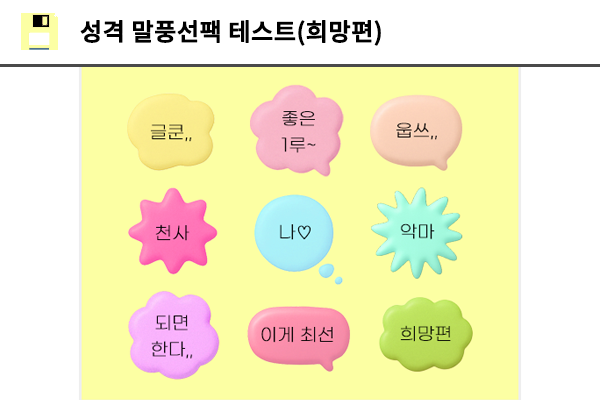 성격 말풍선팩 테스트(희망편)
글쿤,,
좋은
1루~
웁쓰,,
천사
나♡
악마
되면
한다,,
이게 최선
희망편